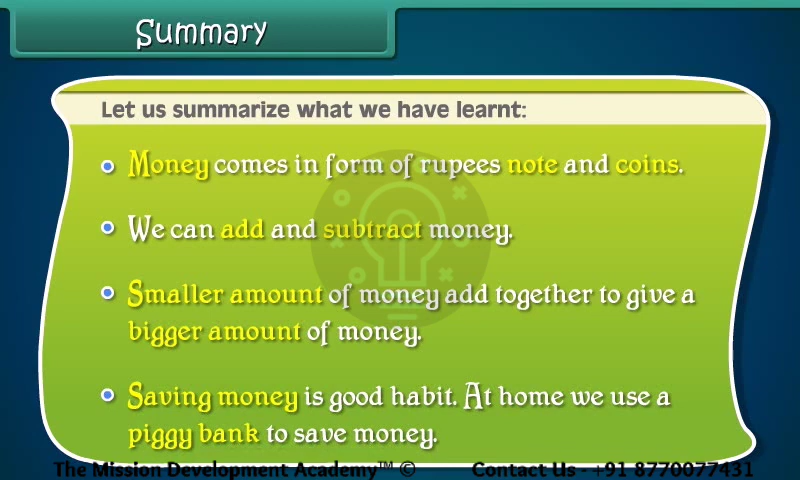 Summary
Let us summarize what we have learnt:
Money comes in form of rupees note and coins.
We can add and subtract money.
Smaller amount of money add together to give a
bigger amount of money.
Saving money is good habit. At home we use a
piggy bank to save money.
The Mission Development Academy™ © Contact Us - +91 8770077431